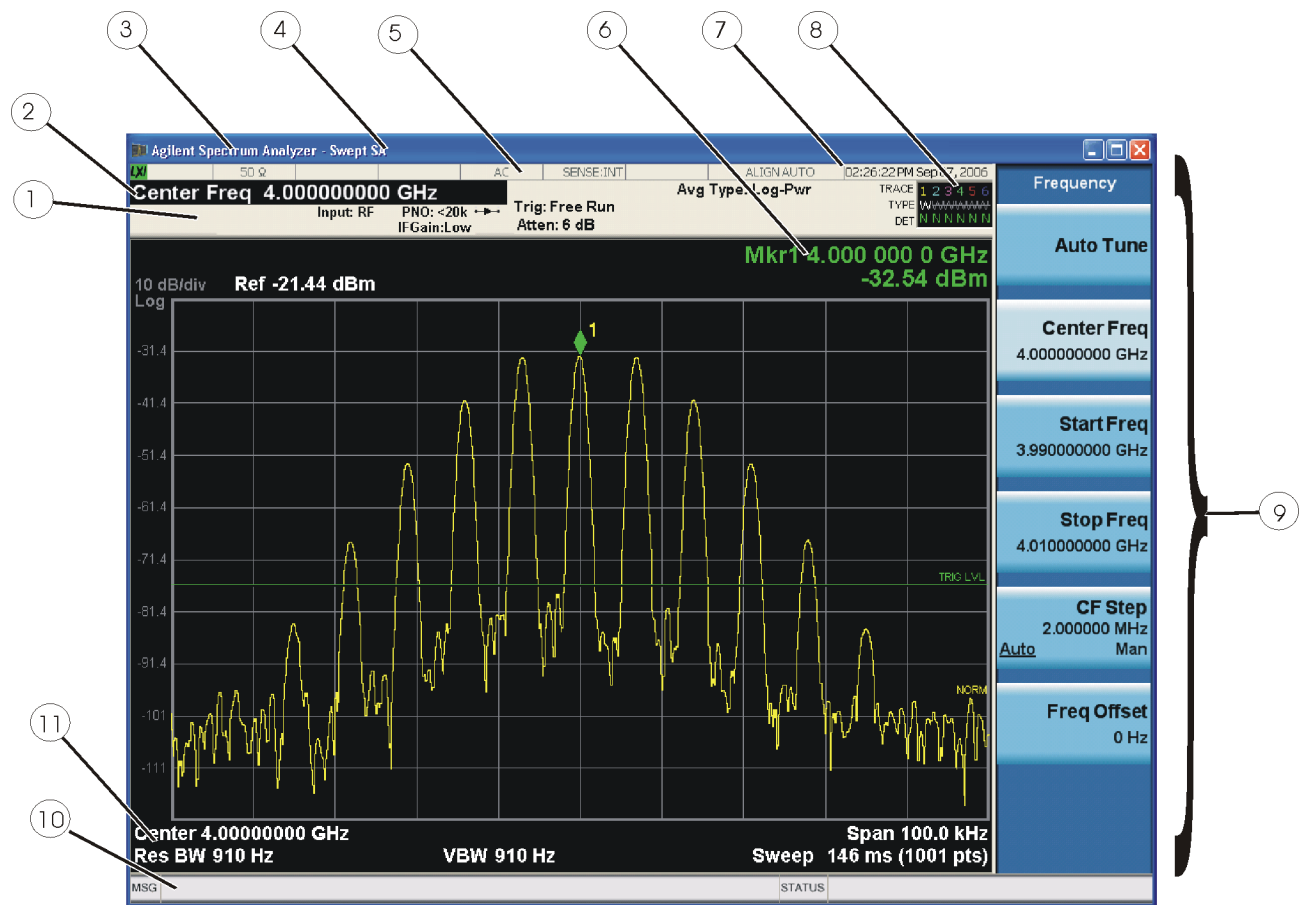 3 4 5 6 7 8
2
1
Agilent Spectrum Analyzer - Swept SA
LXI 50 Ω AC SENSE:INT ALIGN AUTO 02:26:22 PM Sep 07, 2006
Center Freq 4.000000000 GHz
Input: RF PNO: <20k Trig: Free Run Avg Type: Log-Pwr TRACE 1 2 3 4 5 6
IFGain:Low Atten: 6 dB TYPE WWWWWW
DET N N N N N N
Mkr1 4.000 000 0 GHz
-32.54 dBm
10 dB/div Ref -21.44 dBm
Log
1
-31.4
-41.4
-51.4
-61.4
-71.4
TRIG LVL
-81.4
-91.4
NORM
-101
-111
Center 4.00000000 GHz Span 100.0 kHz
Res BW 910 Hz VBW 910 Hz Sweep 146 ms (1001 pts)
MSG STATUS
Frequency
Auto Tune
Center Freq
4.000000000 GHz
Start Freq
3.990000000 GHz
Stop Freq
4.010000000 GHz
CF Step
2.000000 MHz
Auto Man
Freq Offset
0 Hz
9
11
10